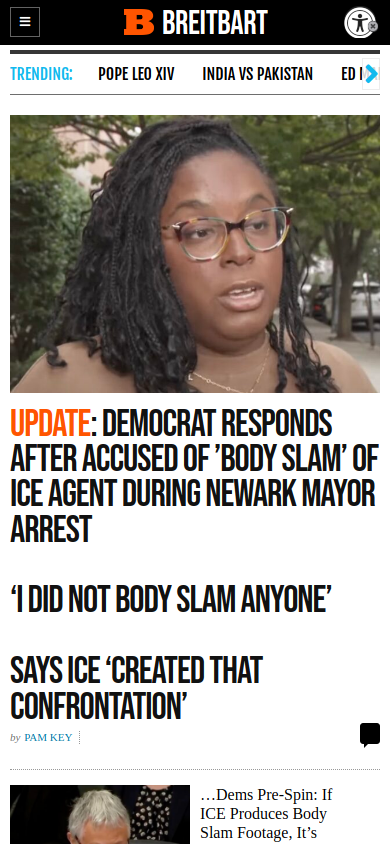 BREITBART
TRENDING: POPE LEO XIV INDIA VS PAKISTAN ED
UPDATE: DEMOCRAT RESPONDS
AFTER ACCUSED OF ’BODY SLAM’ OF
ICE AGENT DURING NEWARK MAYOR
ARREST
‘I DID NOT BODY SLAM ANYONE’
SAYS ICE ‘CREATED THAT
CONFRONTATION’
by PAM KEY
…Dems Pre-Spin: If
ICE Produces Body
Slam Footage, It’s